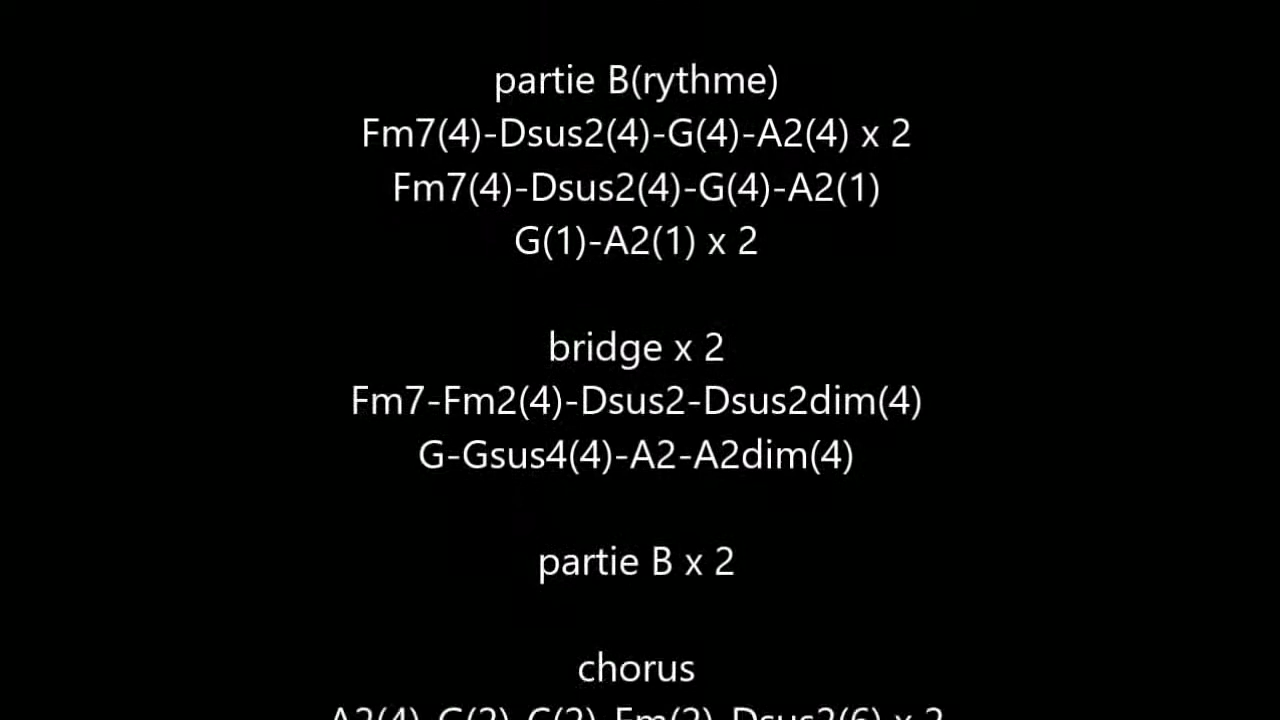 partie B(rythme)
Fm7(4)-Dsus2(4)-G(4)-A2(4) x 2
Fm7(4)-Dsus2(4)-G(4)-A2(1)
G(1)-A2(1) x 2
bridge x 2
Fm7-Fm2(4)-Dsus2-Dsus2dim(4)
G-Gsus4(4)-A2-A2dim(4)
partie B x 2
chorus